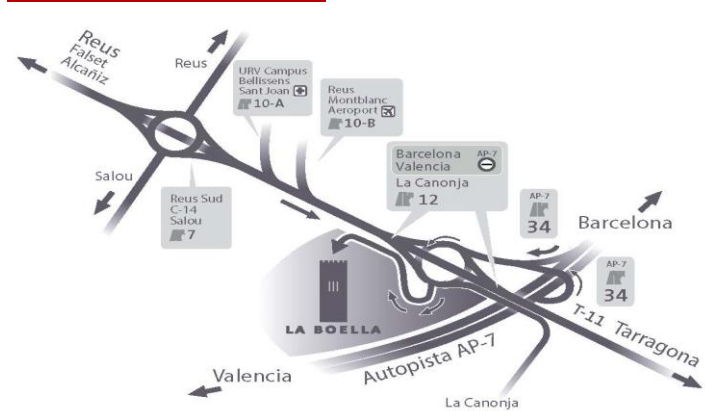 Reus
Falset
Alcañiz
Reus
URV Campus
Bellissens
Sant Joan
10-A
Reus
Montblanc
Aeroport
10-B
Salou
Reus Sud
C-14
Salou
7
Barcelona
Valencia
AP-7
La Canonja
12
AP-7
34
Barcelona
AP-7
34
LA BOELLA
T-11 Tarragona
Autopista AP-7
Valencia
La Canonja